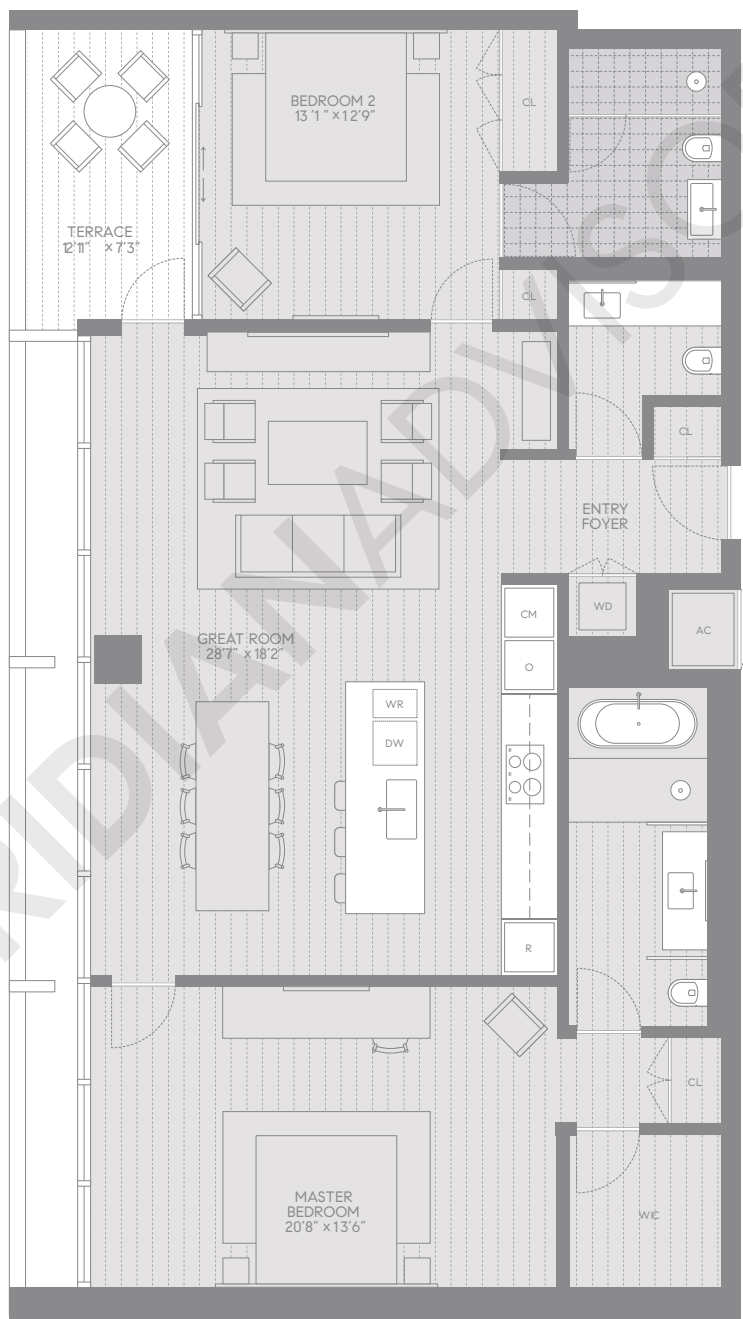 BEDROOM 2
13'1" x 12'9"
CL
TERRACE
12'11" x 7'3"
CL
CL
ENTRY
FOYER
CM
WD
AC
O
GREAT ROOM
28'7" x 18'2"
WR
DW
R
CL
MASTER
BEDROOM
20'8" x 13'6"
WIC
RIDIANADVISO